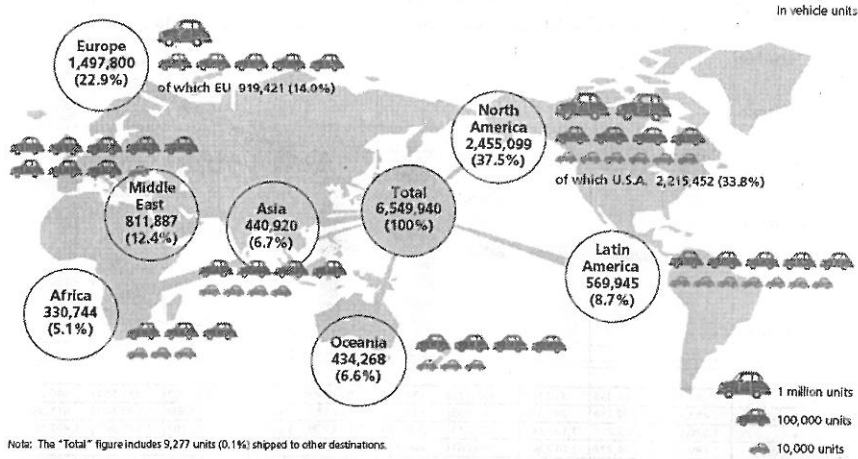 In vehicle units
Europe
1,497,800
(22.9%)
of which EU 919,421 (14.0%)
North
America
2,455,099
(37.5%)
of which U.S.A. 2,215,452 (33.8%)
Middle
East
811,887
(12.4%)
Asia
440,920
(6.7%)
Total
6,549,940
(100%)
Latin
America
569,945
(8.7%)
Africa
330,744
(5.1%)
Oceania
434,268
(6.6%)
1 million units
100,000 units
10,000 units
Note: The "Total" figure includes 9,277 units (0.1%) shipped to other destinations.